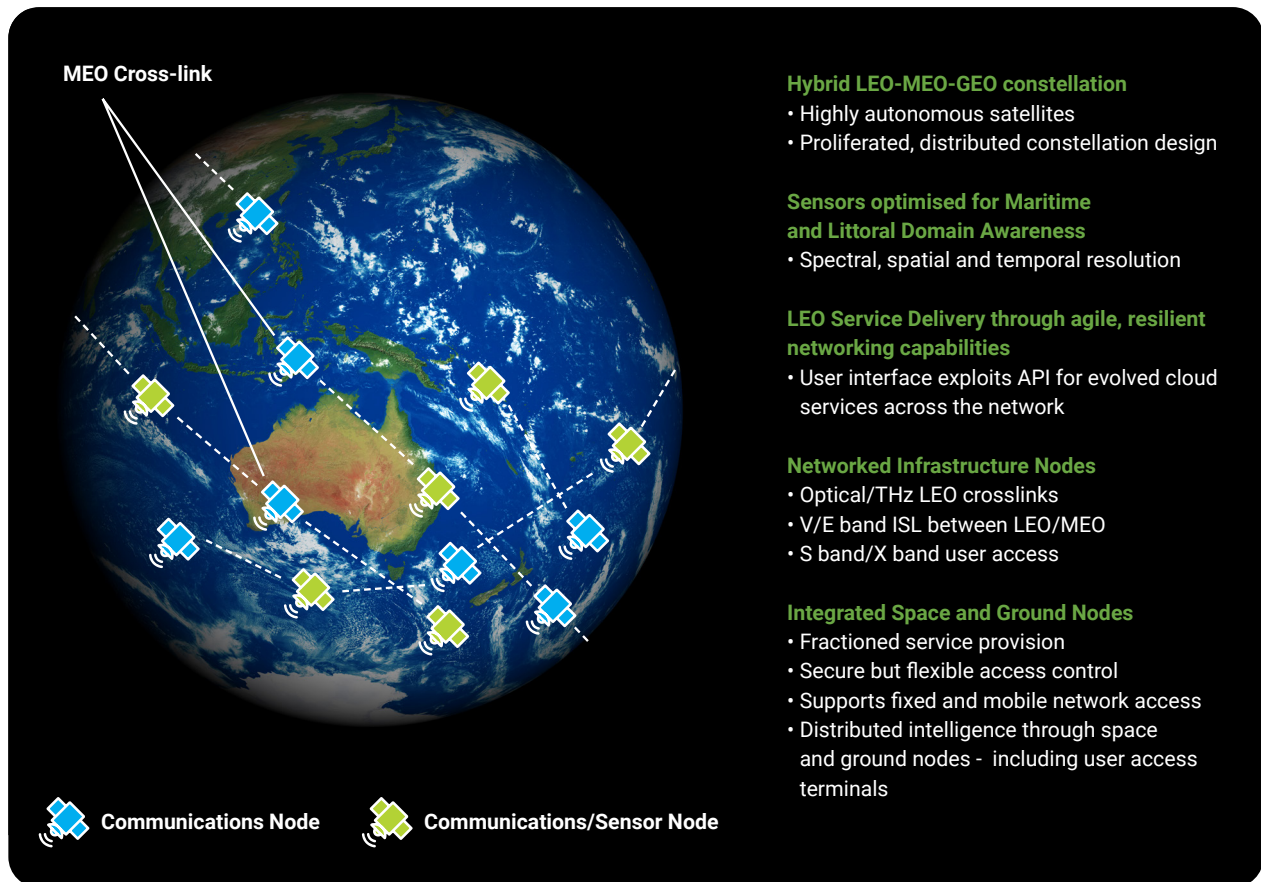 MEO Cross-link
Hybrid LEO-MEO-GEO constellation
• Highly autonomous satellites
• Proliferated, distributed constellation design
Sensors optimised for Maritime
and Littoral Domain Awareness
• Spectral, spatial and temporal resolution
LEO Service Delivery through agile, resilient
networking capabilities
• User interface exploits API for evolved cloud
services across the network
Networked Infrastructure Nodes
• Optical/THz LEO crosslinks
• V/E band ISL between LEO/MEO
• S band/X band user access
Integrated Space and Ground Nodes
• Fractioned service provision
• Secure but flexible access control
• Supports fixed and mobile network access
• Distributed intelligence through space
and ground nodes - including user access
terminals
Communications Node
Communications/Sensor Node